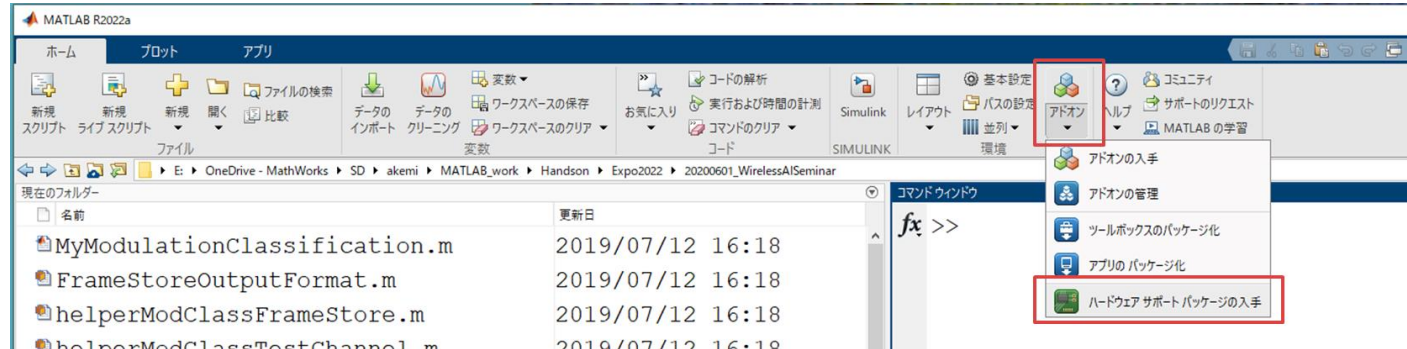 MATLAB R2022a
ホーム プロット アプリ
新規 スクリプト
新規 ライブ スクリプト
新規
開く
ファイルの検索
比較
ファイル
データの インポート
データの クリーニング
変数
ワークスペースの保存
ワークスペースのクリア
変数
お気に入り
コードの解析
実行および時間の計測
コマンドのクリア
コード
Simulink
SIMULINK
レイアウト
基本設定
パスの設定
並列
環境
アドオン
ヘルプ
コミュニティ
サポートのリクエスト
MATLAB の学習
E: OneDrive - MathWorks SD akemi MATLAB_work Handson Expo2022 20200601_WirelessAISeminar
現在のフォルダー
名前 更新日
MyModulationClassification.m 2019/07/12 16:18
FrameStoreOutputFormat.m 2019/07/12 16:18
helperModClassFrameStore.m 2019/07/12 16:18
helperModClassTestChannel.m 2019/07/12 16:18
コマンド ウィンドウ
fx >>
アドオンの入手
アドオンの管理
ツールボックスのパッケージ化
アプリの パッケージ化
ハードウェア サポート パッケージの入手